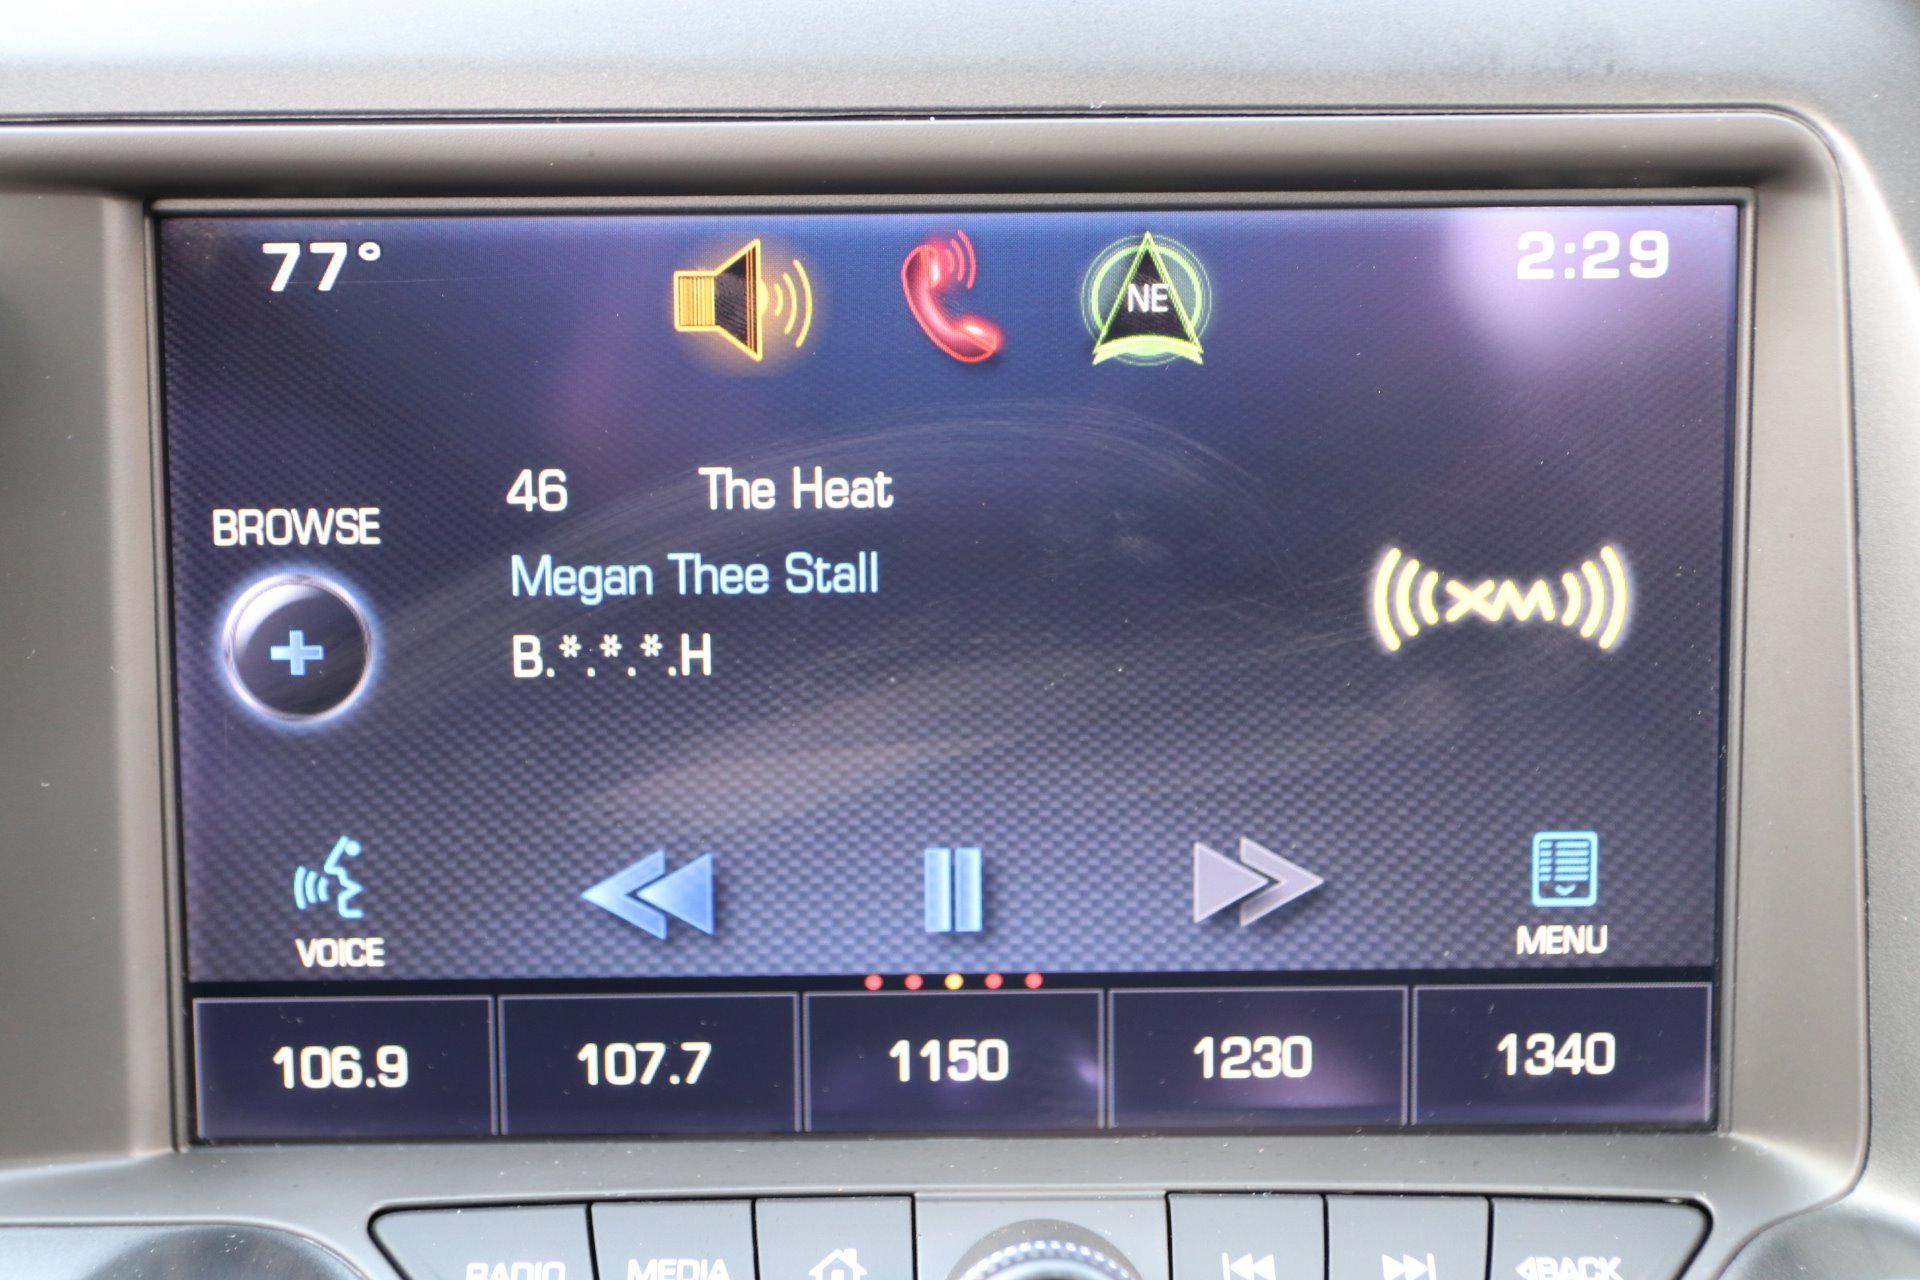 77°
NE
2:29
46 The Heat
BROWSE
Megan Thee Stall
XM
B.*.*.*.H
VOICE
MENU
106.9 107.7 1150 1230 1340
RADIO MEDIA BACK